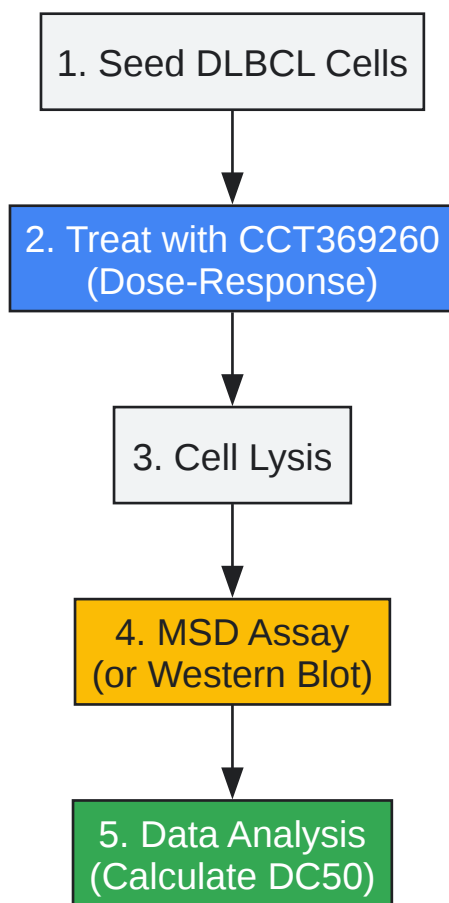 1. Seed DLBCL Cells
2. Treat with CCT369260
(Dose-Response)
3. Cell Lysis
4. MSD Assay
(or Western Blot)
5. Data Analysis
(Calculate DC50)